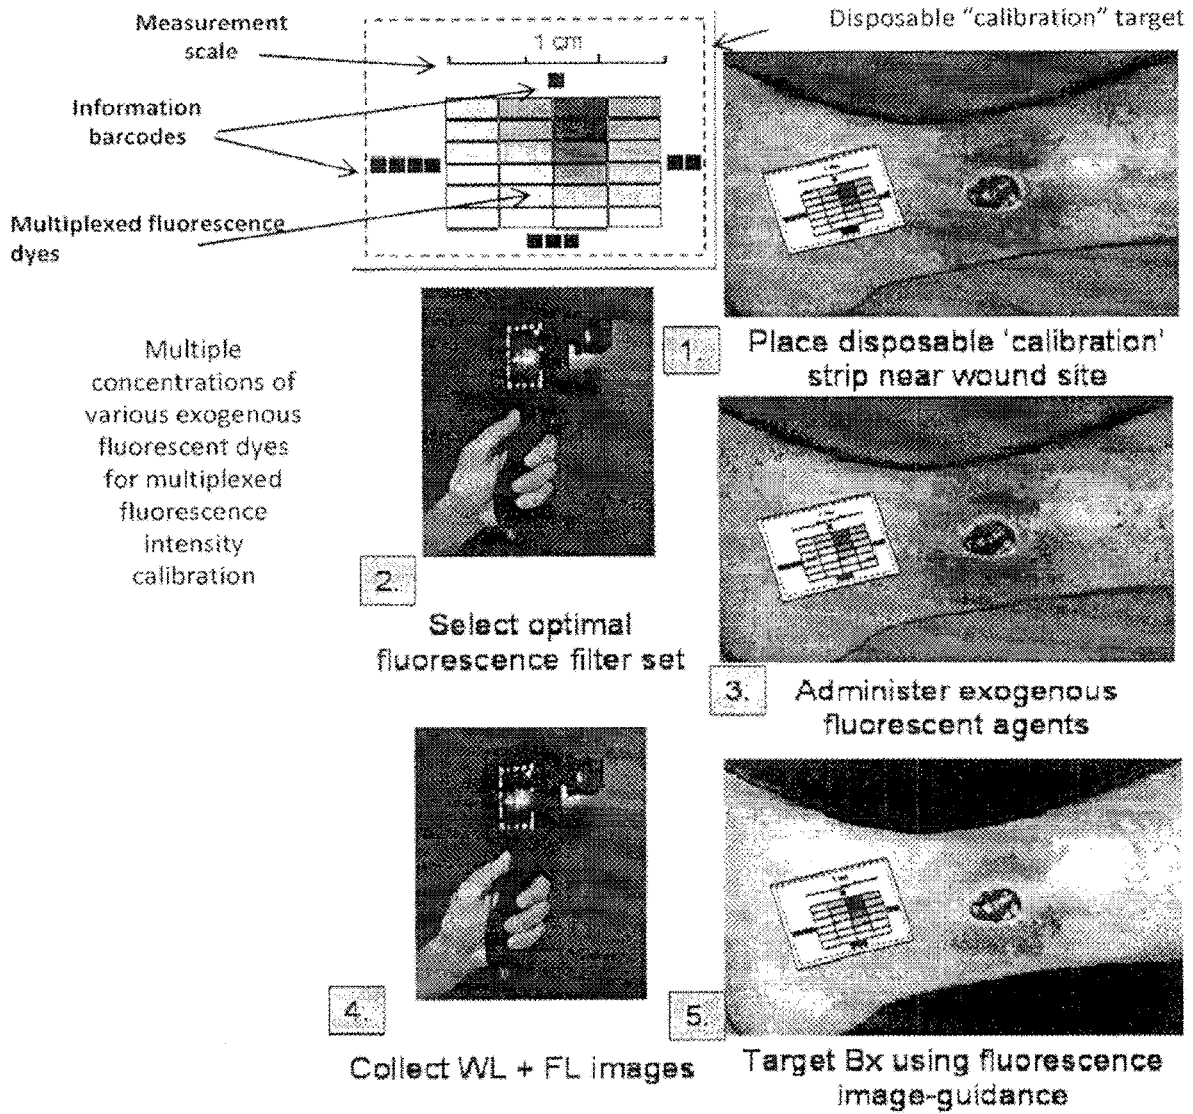 Measurement
scale
1 cm
Disposable "calibration" target
Information
barcodes
Multiplexed fluorescence
dyes
Multiple
concentrations of
various exogenous
fluorescent dyes
for multiplexed
fluorescence
intensity
calibration
1.
Place disposable 'calibration'
strip near wound site
2.
Select optimal
fluorescence filter set
3.
Administer exogenous
fluorescent agents
4.
Collect WL + FL images
5.
Target Bx using fluorescence
image-guidance